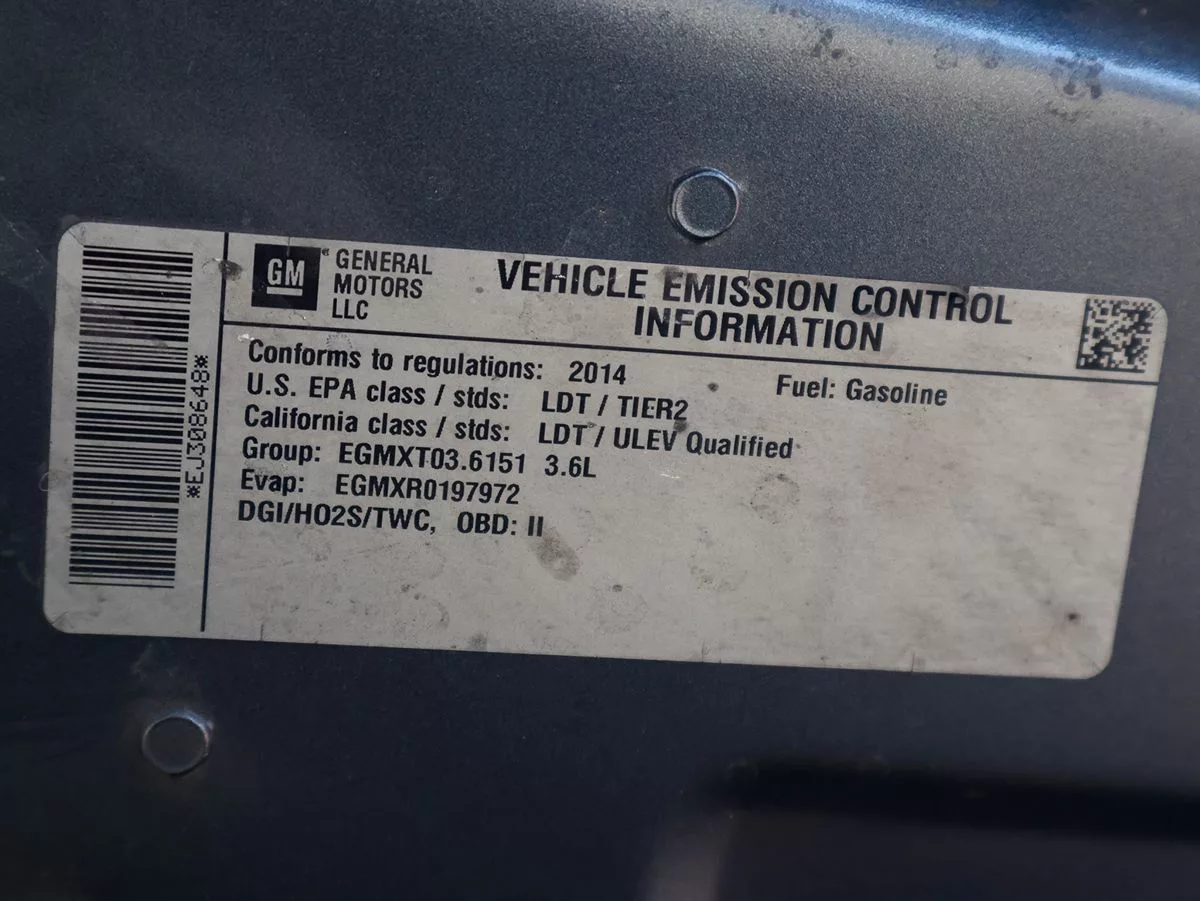 *EJ308648*
GM
GENERAL
MOTORS
LLC
VEHICLE EMISSION CONTROL
INFORMATION
Conforms to regulations: 2014 Fuel: Gasoline
U.S. EPA class / stds: LDT / TIER2
California class / stds: LDT / ULEV Qualified
Group: EGMXT03.6151 3.6L
Evap: EGMXR0197972
DGI/HO2S/TWC, OBD: II